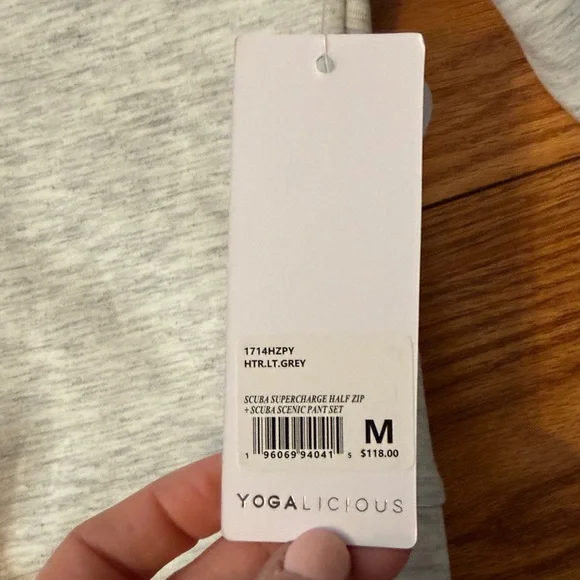 1714HZPY
HTR.LT.GREY
SCUBA SUPERCHARGE HALF ZIP
+ SCUBA SCENIC PANT SET
M
1 96069 94041 5
$118.00
YOGALICIOUS